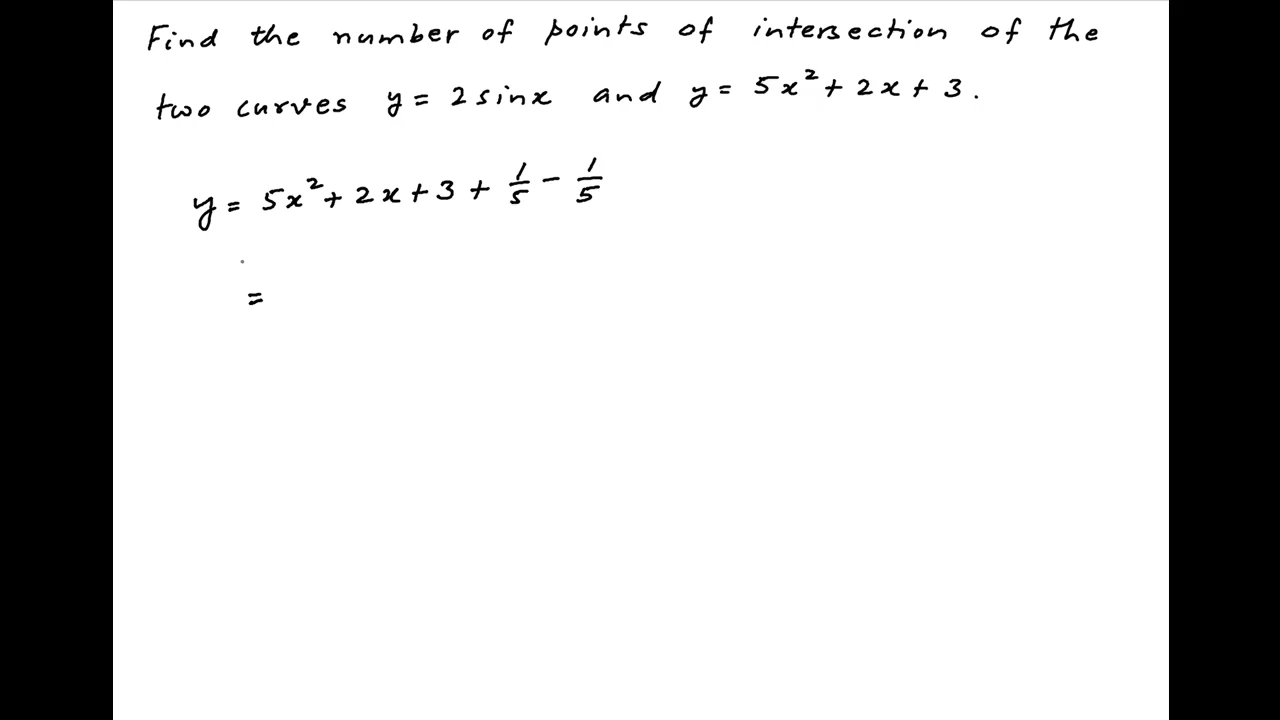 Find the number of points of intersection of the
two curves y = 2 sinx and y = 5x² + 2x + 3.
y = 5x² + 2x + 3 + 1/5 - 1/5
=